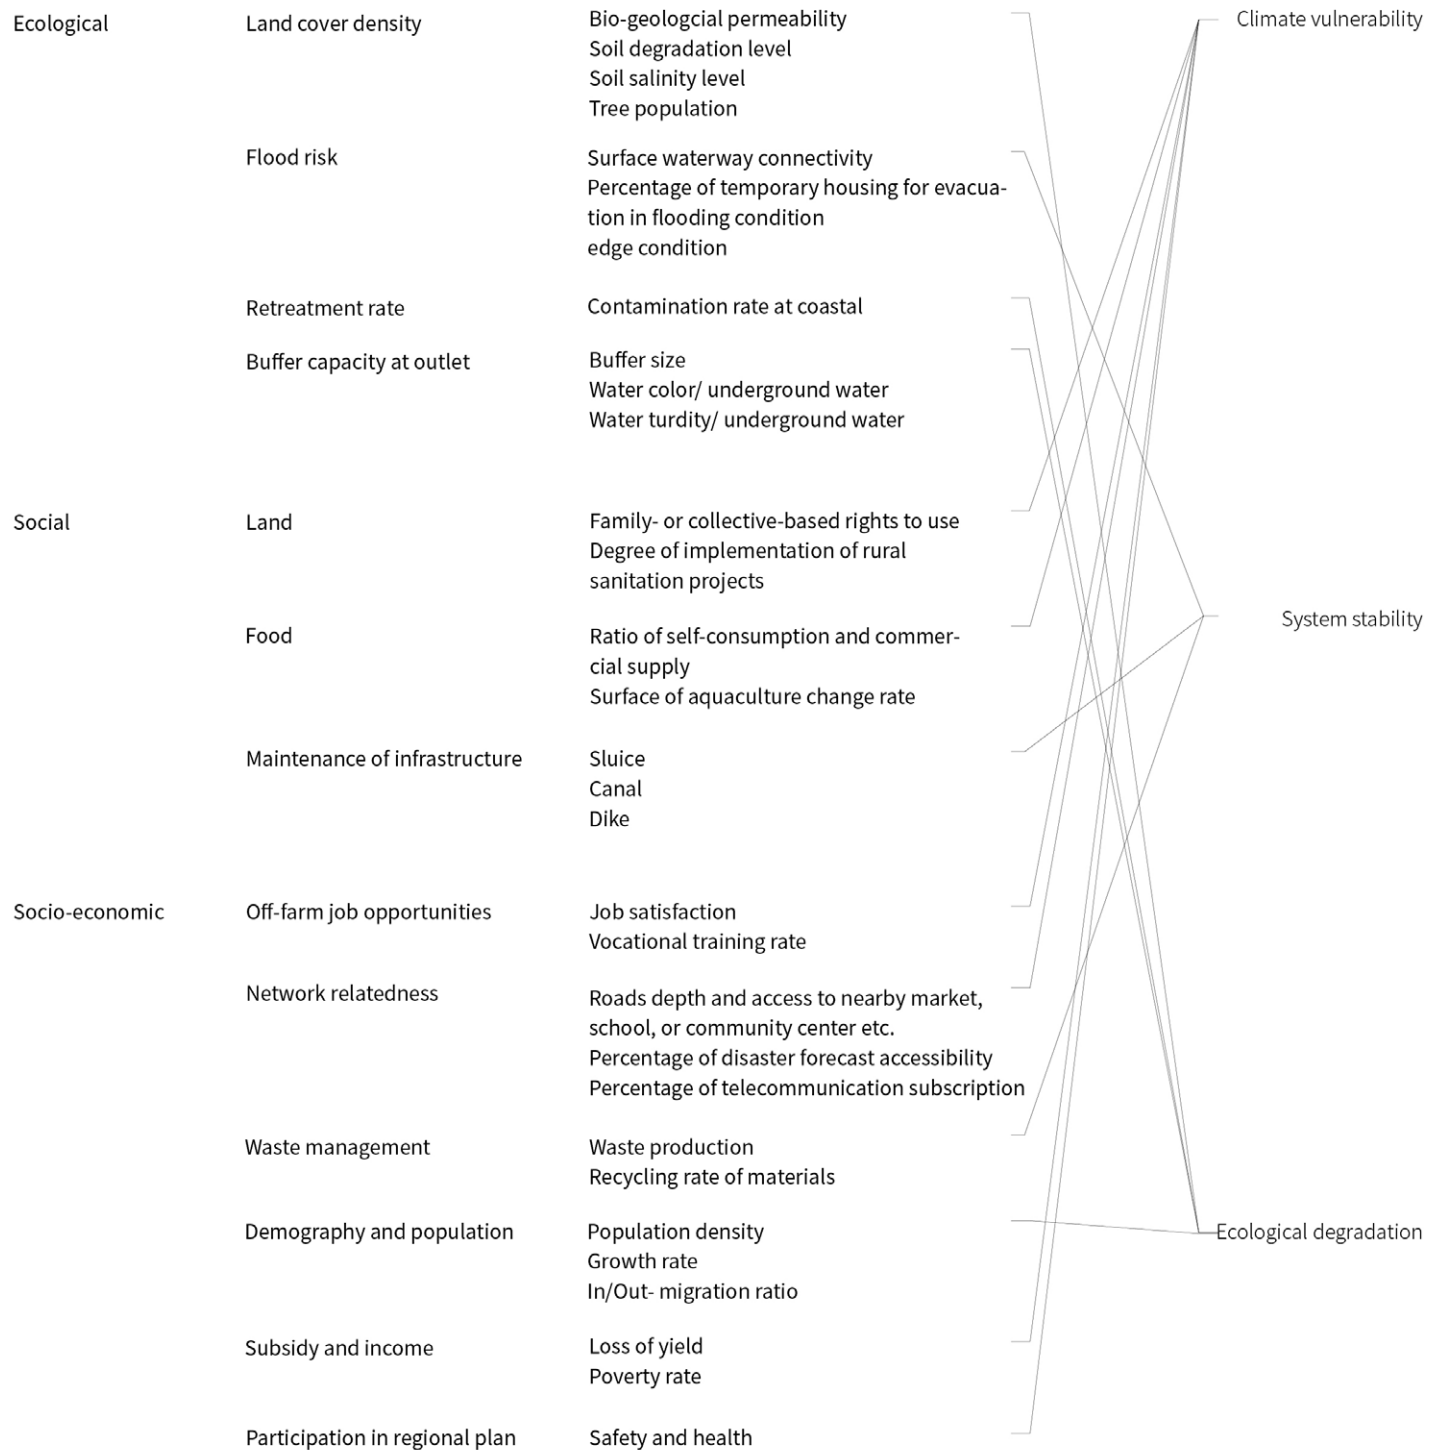 Ecological
Land cover density
Bio-geologcial permeability
Soil degradation level
Soil salinity level
Tree population
Flood risk
Surface waterway connectivity
Percentage of temporary housing for evacua-
tion in flooding condition
edge condition
Retreatment rate
Contamination rate at coastal
Buffer capacity at outlet
Buffer size
Water color/ underground water
Water turdity/ underground water
Social
Land
Family- or collective-based rights to use
Degree of implementation of rural
sanitation projects
Food
Ratio of self-consumption and commer-
cial supply
Surface of aquaculture change rate
Maintenance of infrastructure
Sluice
Canal
Dike
Socio-economic
Off-farm job opportunities
Job satisfaction
Vocational training rate
Network relatedness
Roads depth and access to nearby market,
school, or community center etc.
Percentage of disaster forecast accessibility
Percentage of telecommunication subscription
Waste management
Waste production
Recycling rate of materials
Demography and population
Population density
Growth rate
In/Out- migration ratio
Subsidy and income
Loss of yield
Poverty rate
Participation in regional plan
Safety and health
Climate vulnerability
System stability
Ecological degradation